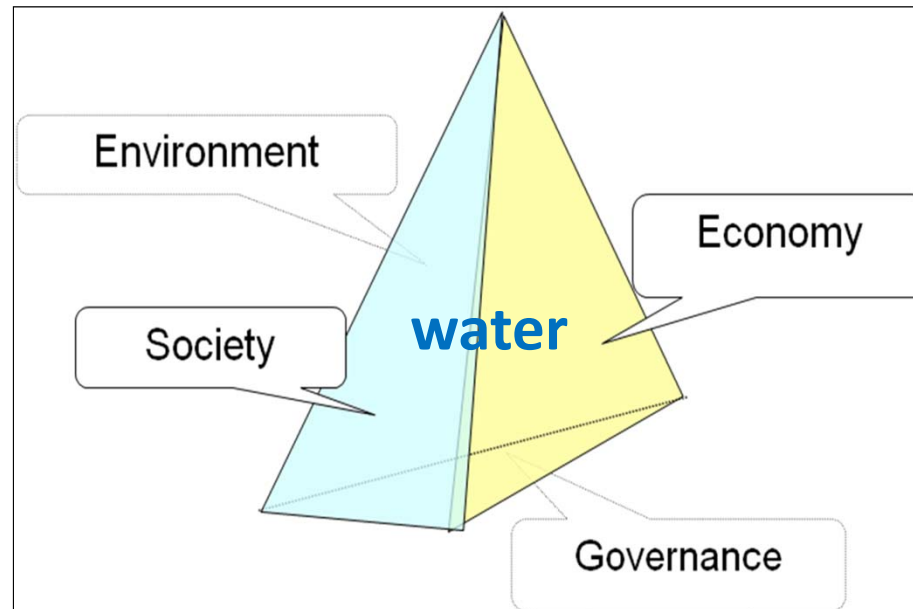 Environment
Economy
water
Society
Governance